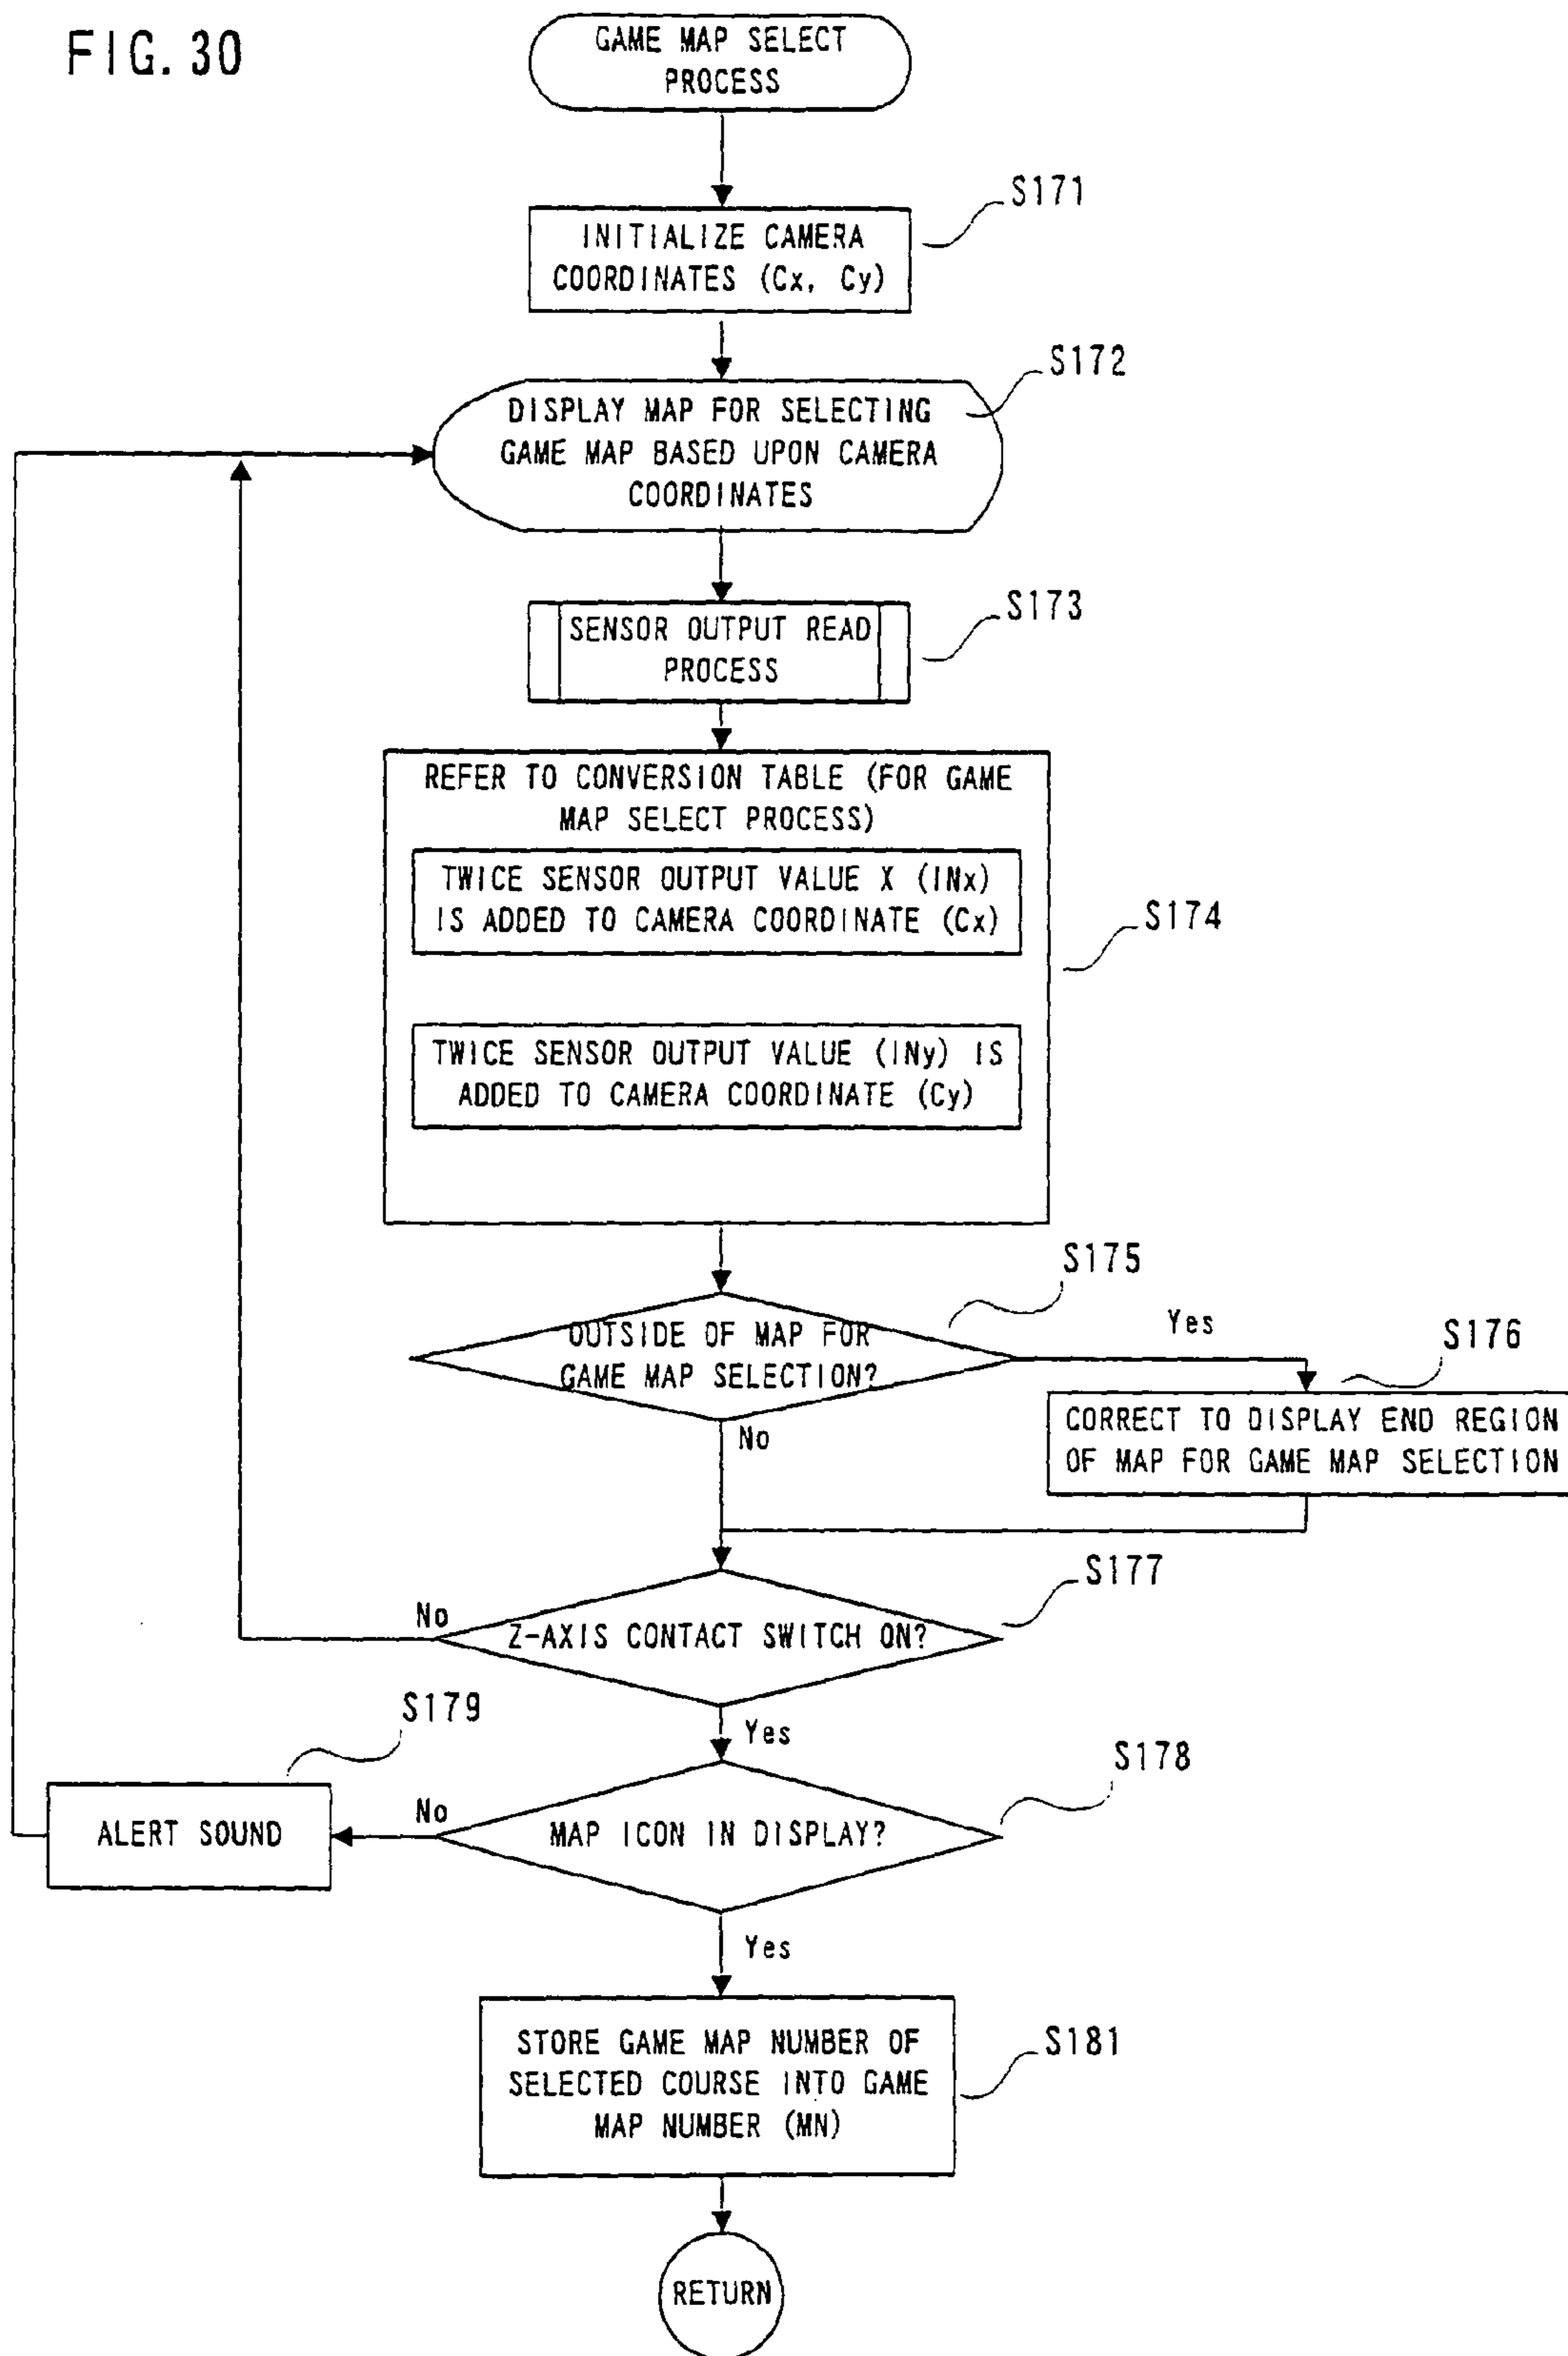 FIG. 30
GAME MAP SELECT
PROCESS
S171
INITIALIZE CAMERA
COORDINATES (Cx, Cy)
S172
DISPLAY MAP FOR SELECTING
GAME MAP BASED UPON CAMERA
COORDINATES
S173
SENSOR OUTPUT READ
PROCESS
REFER TO CONVERSION TABLE (FOR GAME
MAP SELECT PROCESS)
TWICE SENSOR OUTPUT VALUE X (INx)
IS ADDED TO CAMERA COORDINATE (Cx)
S174
TWICE SENSOR OUTPUT VALUE (INy) IS
ADDED TO CAMERA COORDINATE (Cy)
S175
OUTSIDE OF MAP FOR
GAME MAP SELECTION?
Yes
S176
No
CORRECT TO DISPLAY END REGION
OF MAP FOR GAME MAP SELECTION
S177
No
Z-AXIS CONTACT SWITCH ON?
Yes
S179
S178
ALERT SOUND
No
MAP ICON IN DISPLAY?
Yes
STORE GAME MAP NUMBER OF
SELECTED COURSE INTO GAME
MAP NUMBER (MN)
S181
RETURN